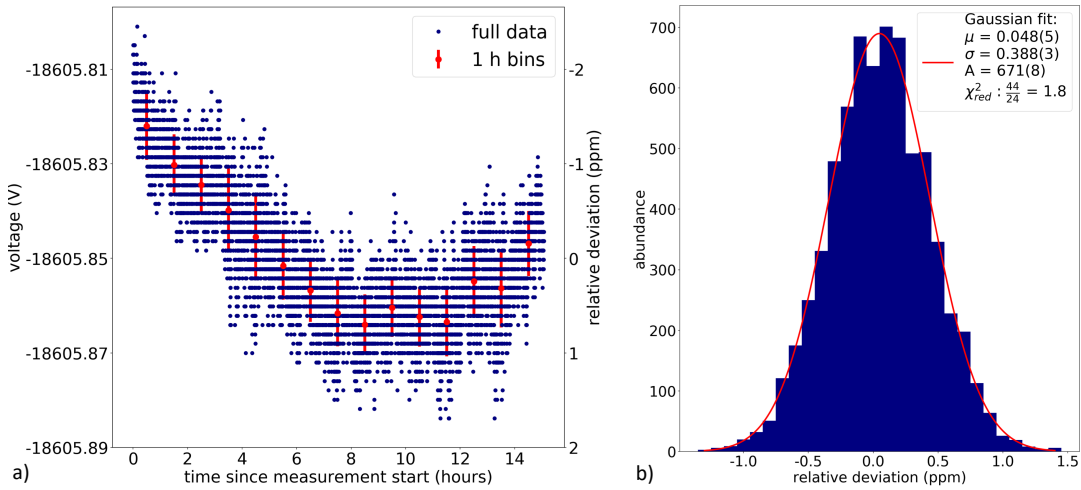 full data
1 h bins
-18605.81
-18605.83
-18605.85
-18605.87
-18605.89
voltage (V)
-2
-1
0
1
2
relative deviation (ppm)
0 2 4 6 8 10 12 14
time since measurement start (hours)
a)
Gaussian fit:
μ = 0.048(5)
σ = 0.388(3)
A = 671(8)
χ²red : 44/24 = 1.8
700
600
500
400
300
200
100
0
abundance
-1.0 -0.5 0.0 0.5 1.0 1.5
relative deviation (ppm)
b)